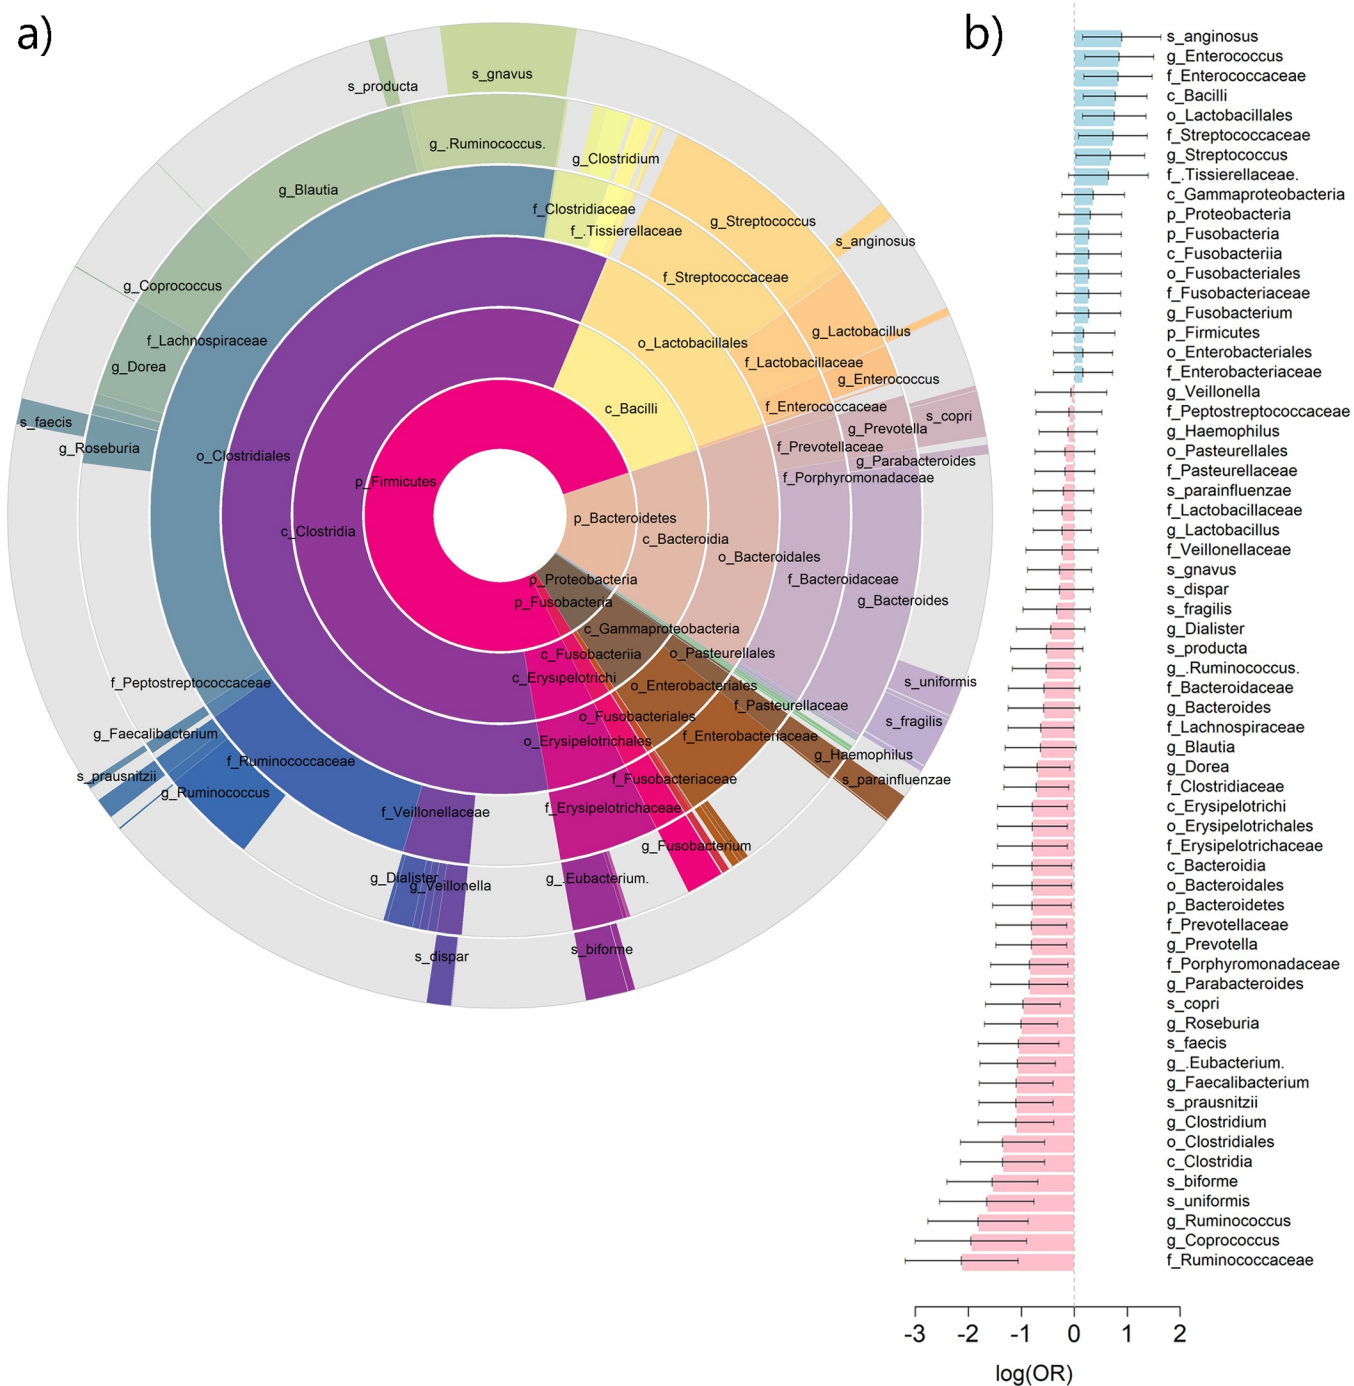 a)
s_gnavus
s_producta
g_.Ruminococcus.
g_Clostridium
g_Blautia
f_Clostridiaceae
g_Streptococcus
f_.Tissierellaceae
s_anginosus
f_Streptococcaceae
g_Coprococcus
g_Lactobacillus
f_Lachnospiraceae
o_Lactobacillales
f_Lactobacillaceae
g_Dorea
g_Enterococcus
c_Bacilli
f_Enterococcaceae
s_copri
s_faecis
g_Prevotella
g_Roseburia
f_Prevotellaceae
o_Clostridiales
g_Parabacteroides
f_Porphyromonadaceae
p_Firmicutes
p_Bacteroidetes
c_Clostridia
c_Bacteroidia
o_Bacteroidales
p_Proteobacteria
f_Bacteroidaceae
g_Bacteroides
p_Fusobacteria
c_Gammaproteobacteria
c_Fusobacteriia
o_Pasteurellales
c_Erysipelotrichi
s_uniformis
f_Peptostreptococcaceae
o_Enterobacteriales
f_Pasteurellaceae
o_Fusobacteriales
s_fragilis
g_Faecalibacterium
f_Enterobacteriaceae
o_Erysipelotrichales
g_Haemophilus
f_Ruminococcaceae
s_prausnitzii
f_Fusobacteriaceae
s_parainfluenzae
g_Ruminococcus
f_Veillonellaceae
f_Erysipelotrichaceae
g_Fusobacterium
g_Dialister
g_.Eubacterium.
g_Veillonella
s_biforme
s_dispar
b)
s_anginosus
g_Enterococcus
f_Enterococcaceae
c_Bacilli
o_Lactobacillales
f_Streptococcaceae
g_Streptococcus
f_.Tissierellaceae.
c_Gammaproteobacteria
p_Proteobacteria
p_Fusobacteria
c_Fusobacteriia
o_Fusobacteriales
f_Fusobacteriaceae
g_Fusobacterium
p_Firmicutes
o_Enterobacteriales
f_Enterobacteriaceae
g_Veillonella
f_Peptostreptococcaceae
g_Haemophilus
o_Pasteurellales
f_Pasteurellaceae
s_parainfluenzae
f_Lactobacillaceae
g_Lactobacillus
f_Veillonellaceae
s_gnavus
s_dispar
s_fragilis
g_Dialister
s_producta
g_.Ruminococcus.
f_Bacteroidaceae
g_Bacteroides
f_Lachnospiraceae
g_Blautia
g_Dorea
f_Clostridiaceae
c_Erysipelotrichi
o_Erysipelotrichales
f_Erysipelotrichaceae
c_Bacteroidia
o_Bacteroidales
p_Bacteroidetes
f_Prevotellaceae
g_Prevotella
f_Porphyromonadaceae
g_Parabacteroides
s_copri
g_Roseburia
s_faecis
g_.Eubacterium.
g_Faecalibacterium
s_prausnitzii
g_Clostridium
o_Clostridiales
c_Clostridia
s_biforme
s_uniformis
g_Ruminococcus
g_Coprococcus
f_Ruminococcaceae
-3 -2 -1 0 1 2
log(OR)